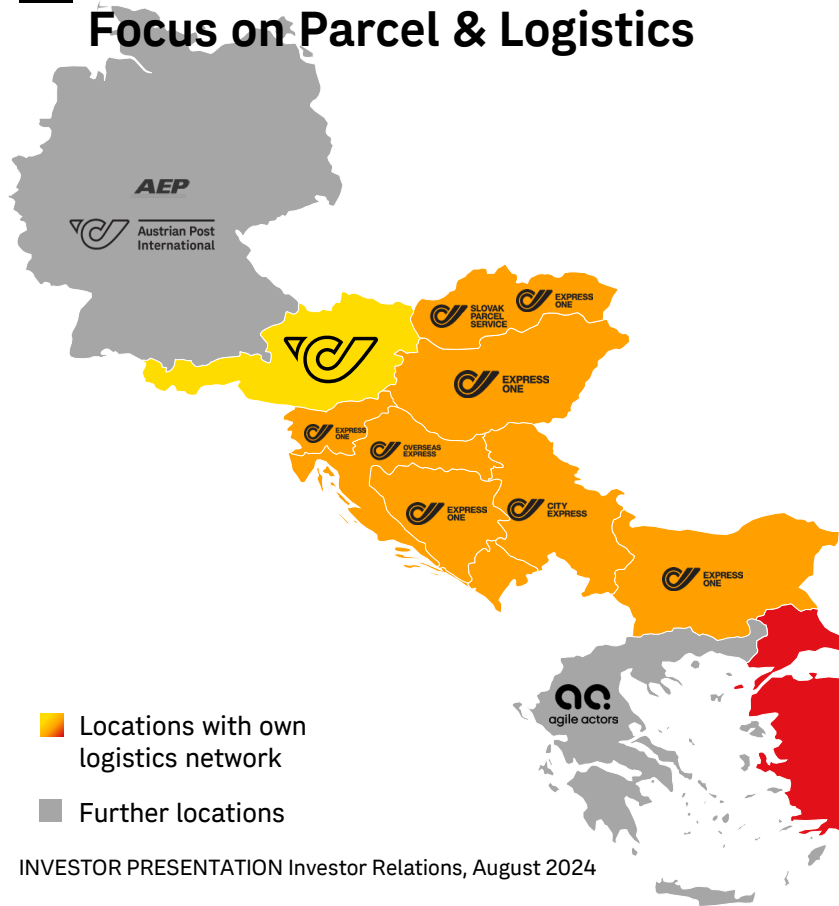 Focus on Parcel & Logistics
AEP
Austrian Post
International
SLOVAK
PARCEL
SERVICE
EXPRESS
ONE
EXPRESS
ONE
EXPRESS
ONE
OVERSEAS
EXPRESS
EXPRESS
ONE
CITY
EXPRESS
EXPRESS
ONE
agile actors
Locations with own
logistics network
Further locations
INVESTOR PRESENTATION Investor Relations, August 2024